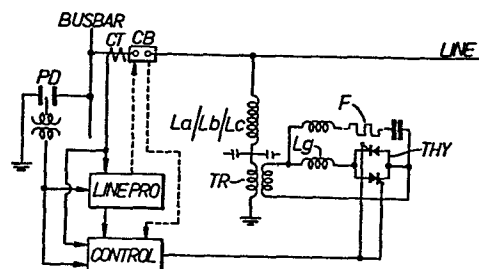 BUSBAR
CT CB
LINE
PD
La/Lb/Lc
F
Lg
THY
TR
LINE PRO
CONTROL